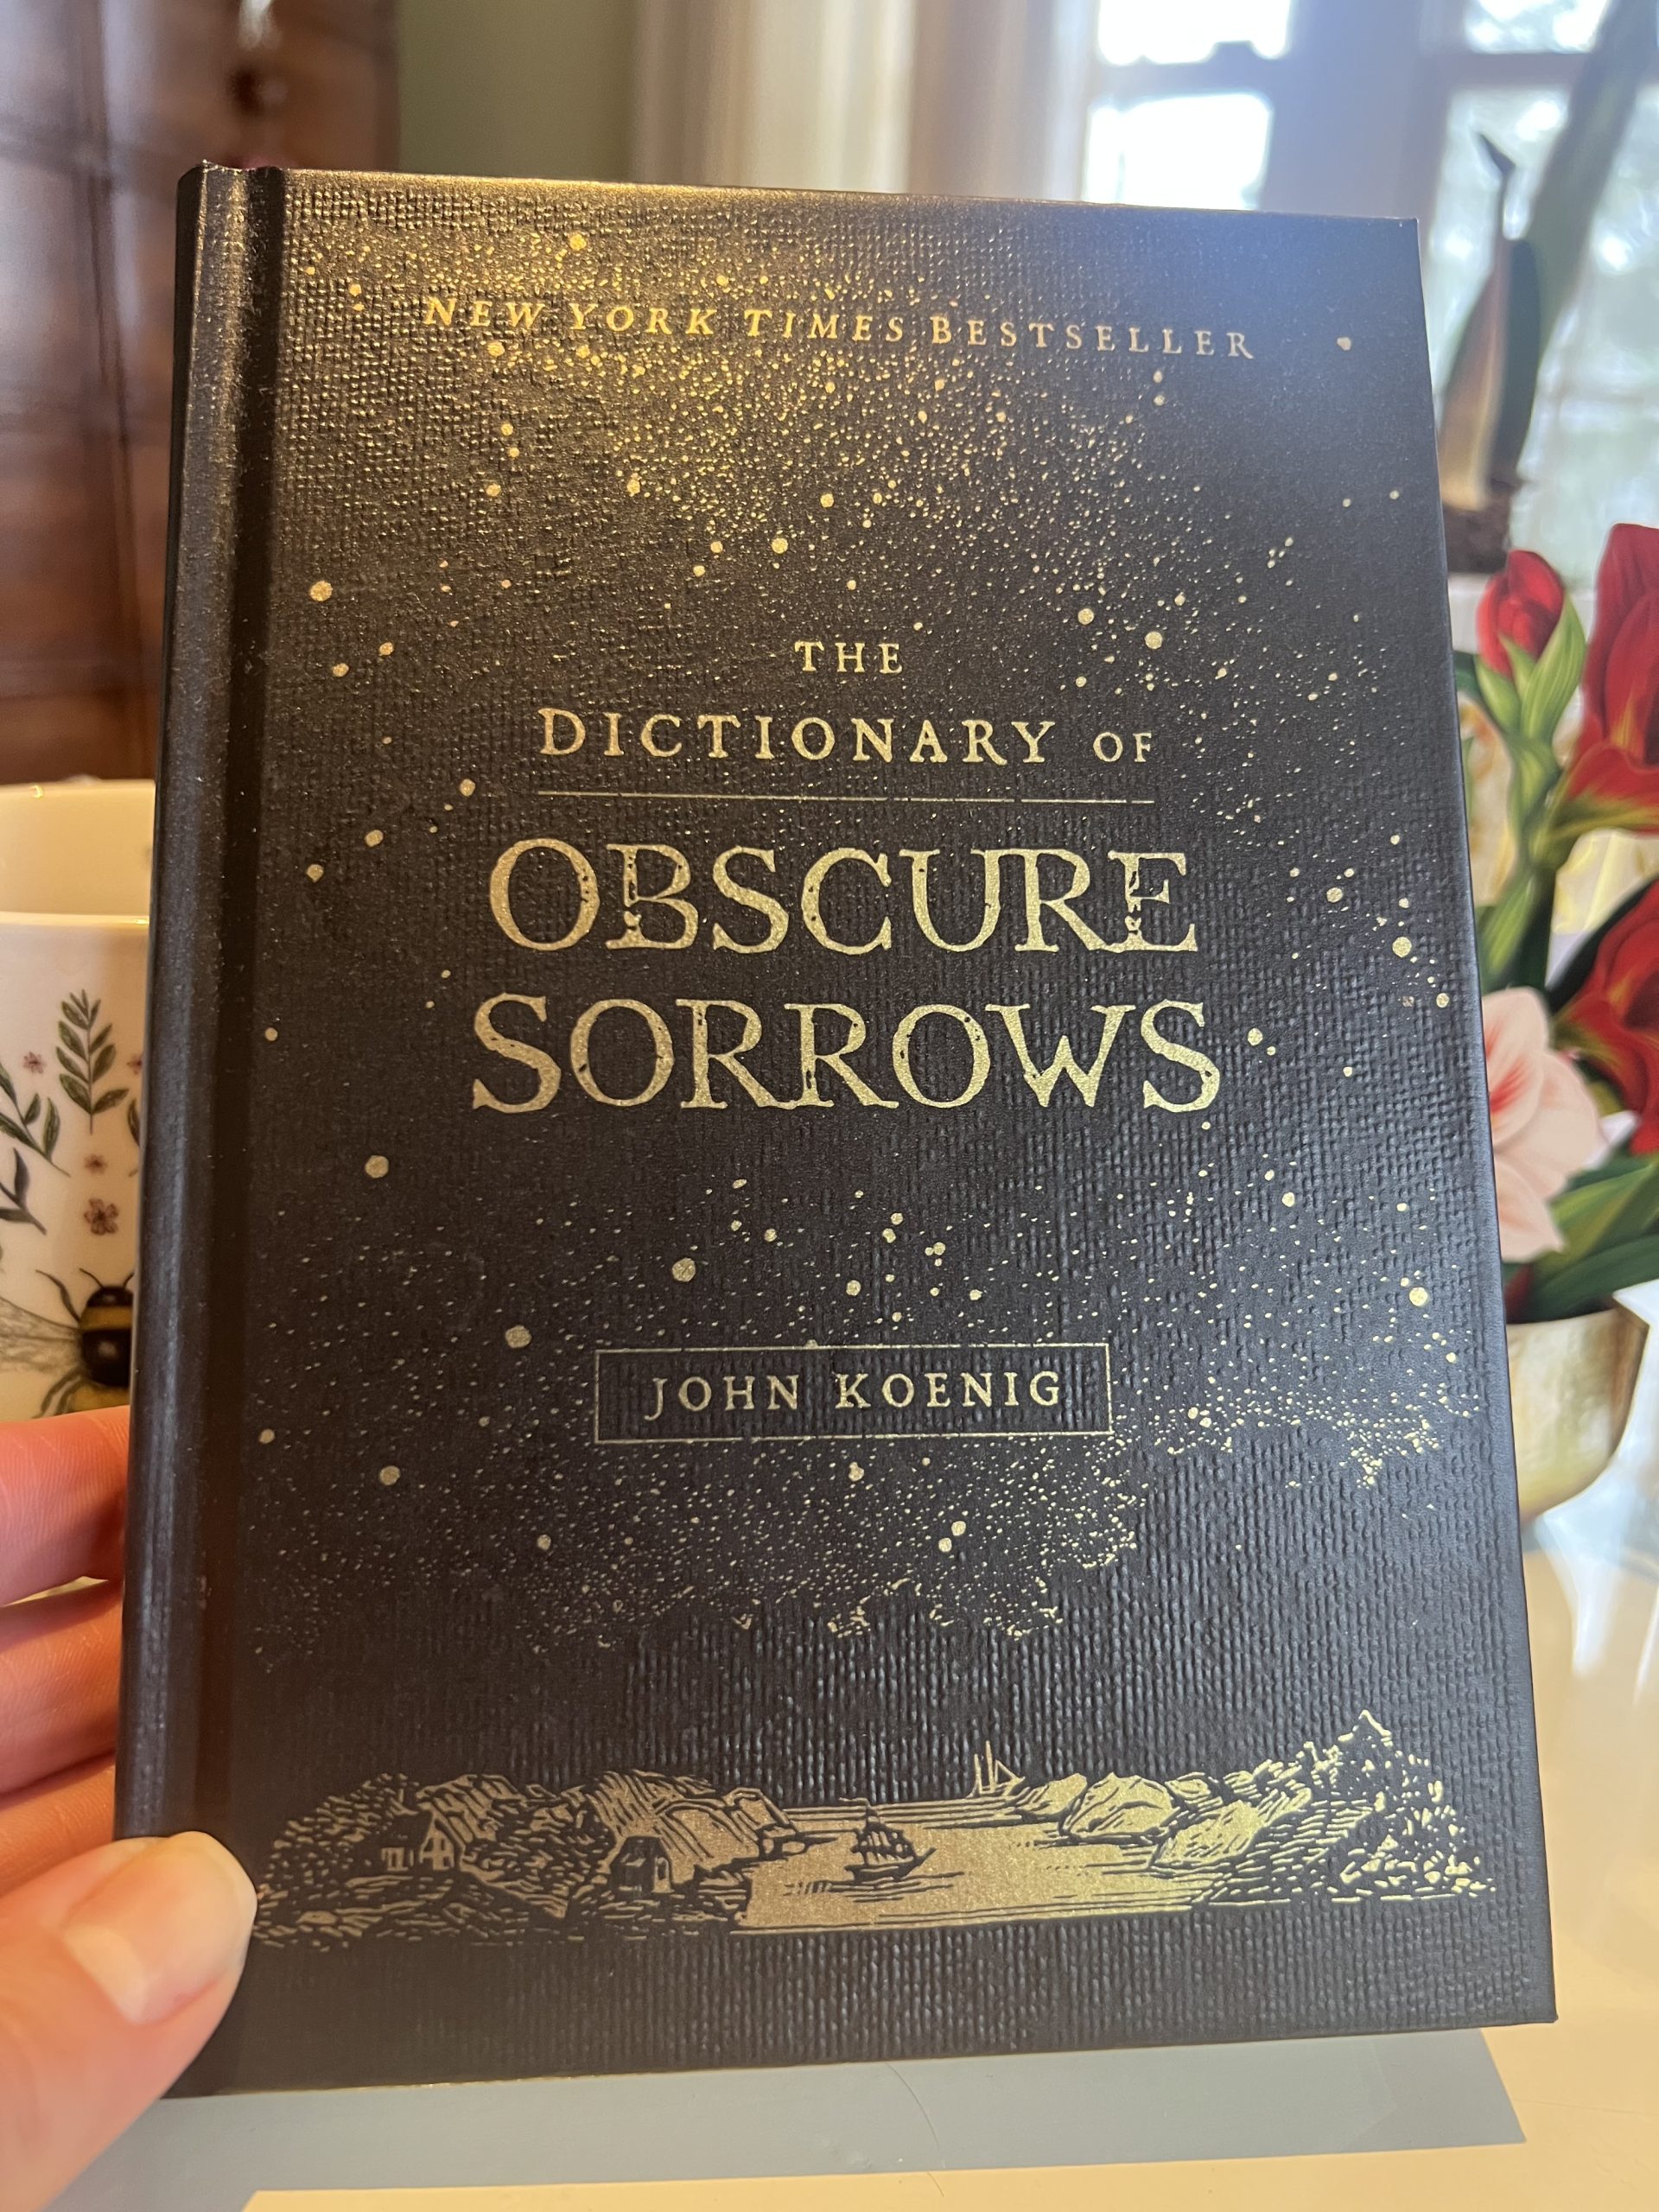 NEW YORK TIMES BESTSELLER
THE
DICTIONARY OF
OBSCURE
SORROWS
JOHN KOENIG